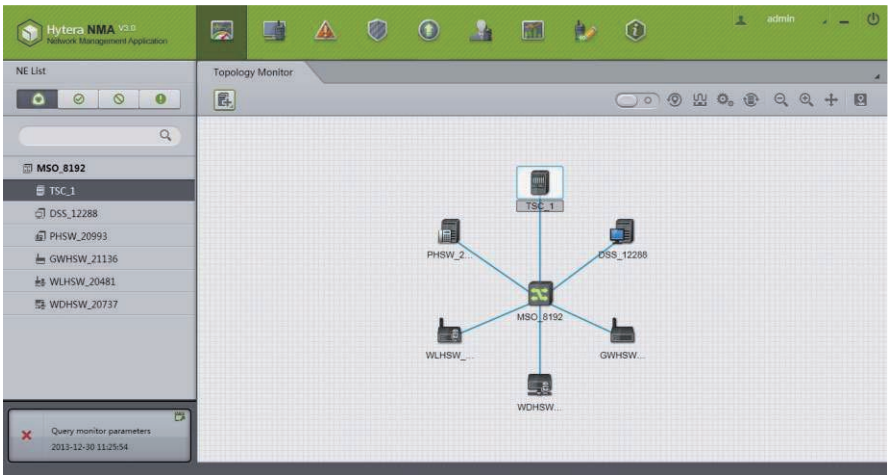 Hytera NMA V3.0
Network Management Application
admin
NE List
Topology Monitor
MSO_8192
TSC_1
DSS_12288
PHSW_20993
GWHSW_21136
WLHSW_20481
WDHSW_20737
TSC_1
PHSW_2...
DSS_12288
MSO_8192
WLHSW_...
GWHSW...
WDHSW...
Query monitor parameters
2013-12-30 11:25:54